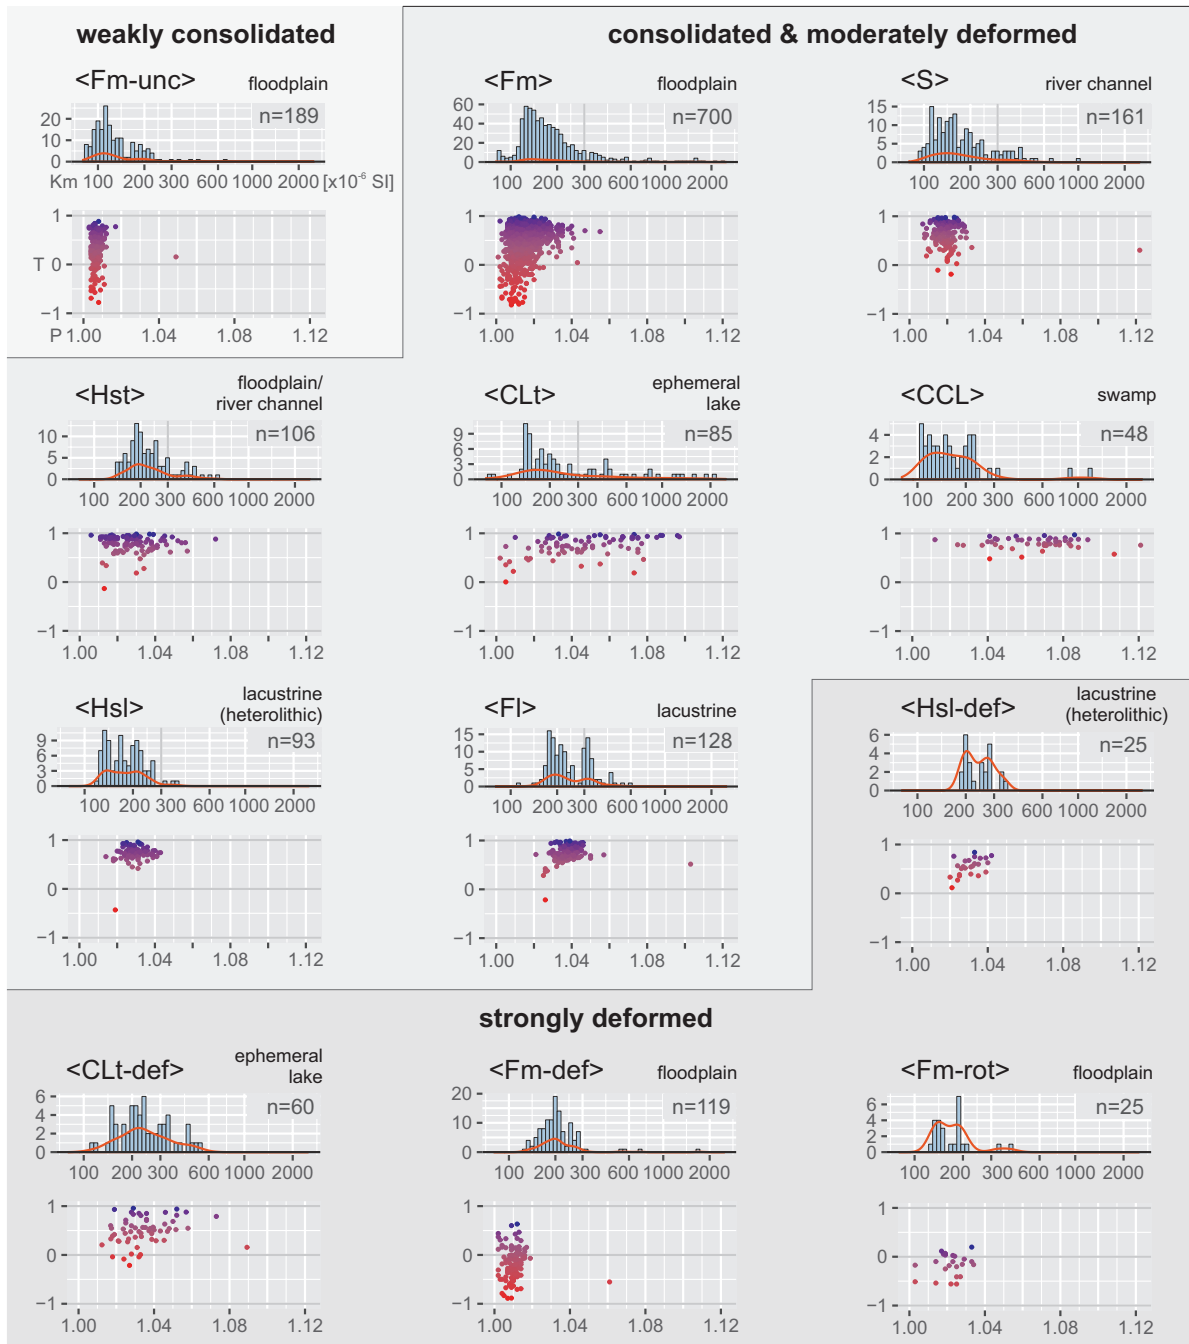 weakly consolidated
consolidated & moderately deformed
<Fm-unc>
floodplain
n=189
20
10
0
Km 100 200 300 600 1000 2000 [x10⁻⁶ SI]
1
T 0
−1
P 1.00 1.04 1.08 1.12
<Fm>
floodplain
n=700
60
40
20
0
100 200 300 600 1000 2000
1
0
−1
1.00 1.04 1.08 1.12
<S>
river channel
n=161
15
10
5
0
100 200 300 600 1000 2000
1
0
−1
1.00 1.04 1.08 1.12
<Hst>
floodplain/
river channel
n=106
10
5
0
100 200 300 600 1000 2000
1
0
−1
1.00 1.04 1.08 1.12
<CLt>
ephemeral
lake
n=85
9
6
3
0
100 200 300 600 1000 2000
1
0
−1
1.00 1.04 1.08 1.12
<CCL>
swamp
n=48
4
2
0
100 200 300 600 1000 2000
1
0
−1
1.00 1.04 1.08 1.12
<Hsl>
lacustrine
(heterolithic)
n=93
9
6
3
0
100 200 300 600 1000 2000
1
0
−1
1.00 1.04 1.08 1.12
<Fl>
lacustrine
n=128
15
10
5
0
100 200 300 600 1000 2000
1
0
−1
1.00 1.04 1.08 1.12
<Hsl-def>
lacustrine
(heterolithic)
n=25
6
4
2
0
100 200 300 600 1000 2000
1
0
−1
1.00 1.04 1.08 1.12
strongly deformed
<CLt-def>
ephemeral
lake
n=60
6
4
2
0
100 200 300 600 1000 2000
1
0
−1
1.00 1.04 1.08 1.12
<Fm-def>
floodplain
n=119
20
10
0
100 200 300 600 1000 2000
1
0
−1
1.00 1.04 1.08 1.12
<Fm-rot>
floodplain
n=25
6
4
2
0
100 200 300 600 1000 2000
1
0
−1
1.00 1.04 1.08 1.12